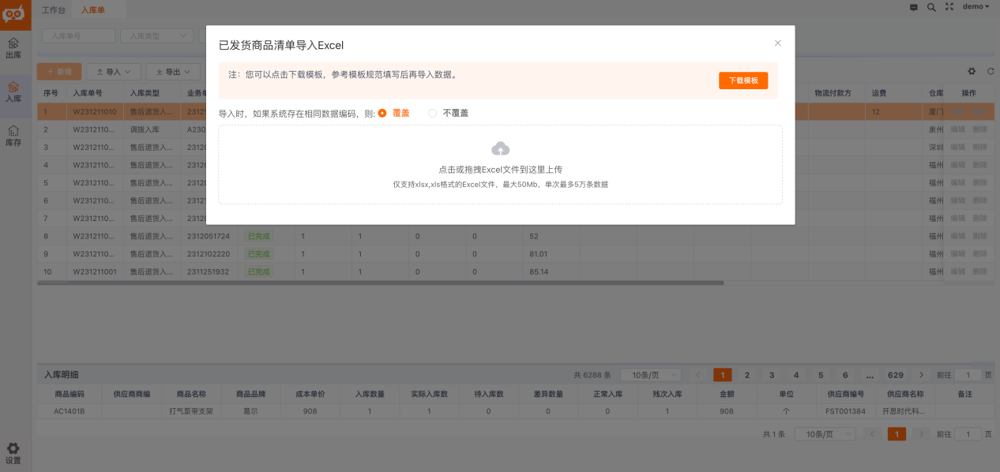 工作台 入库单
demo
入库单号 入库类型
出库
入库
库存
设置
已发货商品清单导入Excel
注：您可以点击下载模板，参考模板规范填写后再导入数据。
下载模板
导入时，如果系统存在相同数据编码，则: 覆盖 不覆盖
点击或拖拽Excel文件到这里上传
仅支持xlsx,xls格式的Excel文件，最大50Mb，单次最多5万条数据
+ 新增 导入 导出
序号 入库单号 入库类型 业务单 物流付款方 运费 仓库 操作
1 W231211010 售后退货入... 2312 12 厦门
2 W2312110... 调拨入库 A230 泉州 编辑 删除
3 W2312110... 售后退货入... 2312 深圳 编辑 删除
4 W2312110... 售后退货入... 2312 福州 编辑 删除
5 W2312110... 售后退货入... 2312 福州 编辑 删除
6 W2312110... 售后退货入... 2312 福州 编辑 删除
7 W2312110... 售后退货入... 2312 福州 编辑 删除
8 W2312110... 售后退货入... 2312051724 已完成 1 1 0 0 52 福州 编辑 删除
9 W2312110... 售后退货入... 2312102220 已完成 1 1 0 0 81.01 福州 编辑 删除
10 W231211001 售后退货入... 2311251932 已完成 1 1 0 0 85.14 福州 编辑 删除
入库明细 共 6288 条 10条/页 1 2 3 4 5 6 ... 629 前往 1 页
商品编码 供应商商编 商品名称 商品品牌 成本单价 入库数量 实际入库数 待入库数 差异数量 正常入库 残次入库 金额 单位 供应商编号 供应商名称 备注
AC1401B 打气泵带支架 葛尔 908 1 1 0 0 0 1 908 个 FST001384 开思时代科...
共 1 条 10条/页 1 前往 1 页